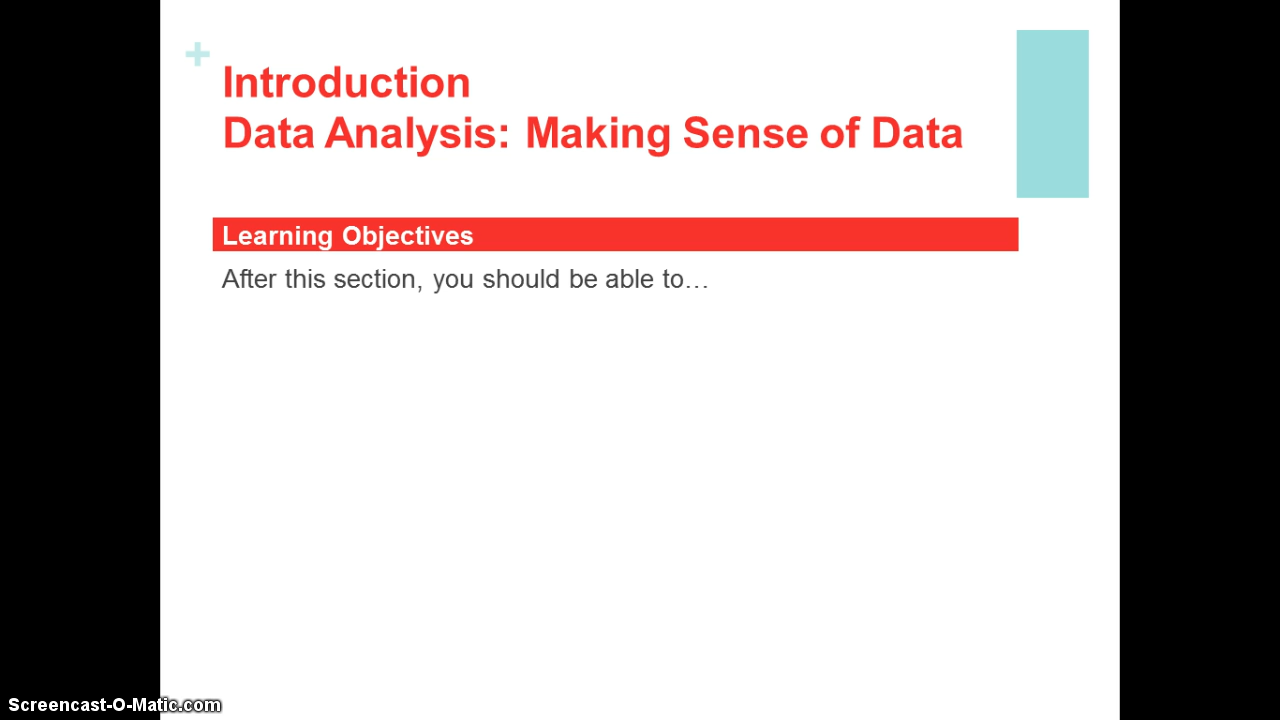 +
Introduction
Data Analysis: Making Sense of Data
Learning Objectives
After this section, you should be able to…
Screencast-O-Matic.com